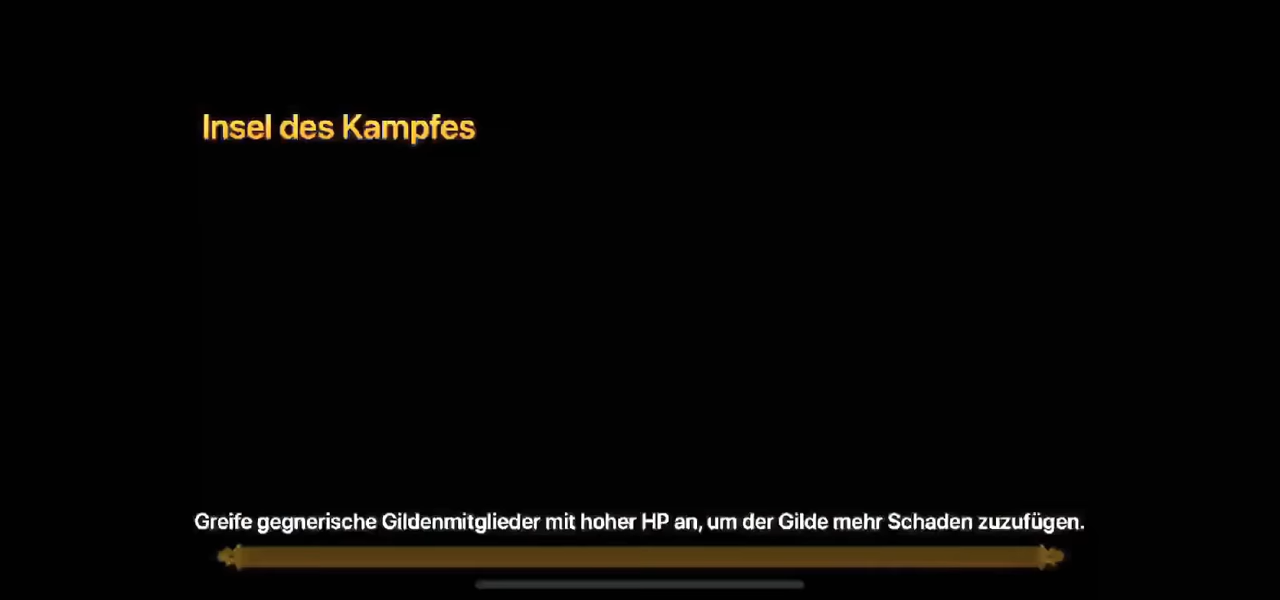 Insel des Kampfes
Greife gegnerische Gildenmitglieder mit hoher HP an, um der Gilde mehr Schaden zuzufügen.